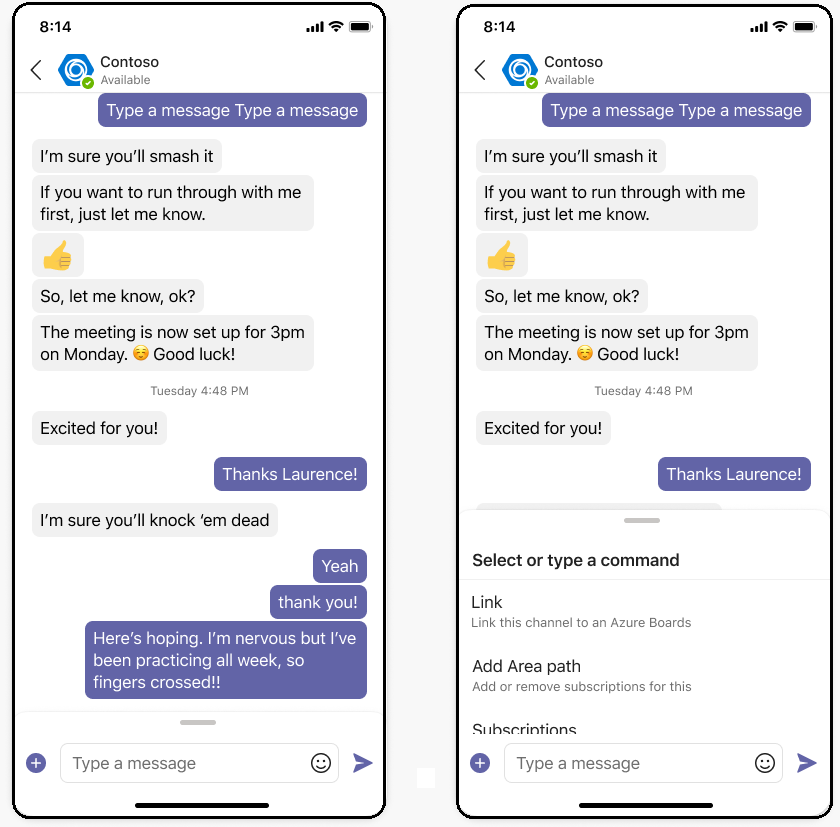 8:14
Contoso
Available
Type a message Type a message
I’m sure you’ll smash it
If you want to run through with me
first, just let me know.
So, let me know, ok?
The meeting is now set up for 3pm
on Monday. ☺️ Good luck!
Tuesday 4:48 PM
Excited for you!
Thanks Laurence!
I’m sure you’ll knock ‘em dead
Yeah
thank you!
Here’s hoping. I’m nervous but I’ve
been practicing all week, so
fingers crossed!!
Type a message
8:14
Contoso
Available
Type a message Type a message
I’m sure you’ll smash it
If you want to run through with me
first, just let me know.
So, let me know, ok?
The meeting is now set up for 3pm
on Monday. ☺️ Good luck!
Tuesday 4:48 PM
Excited for you!
Thanks Laurence!
Select or type a command
Link
Link this channel to an Azure Boards
Add Area path
Add or remove subscriptions for this
Subscriptions
Type a message